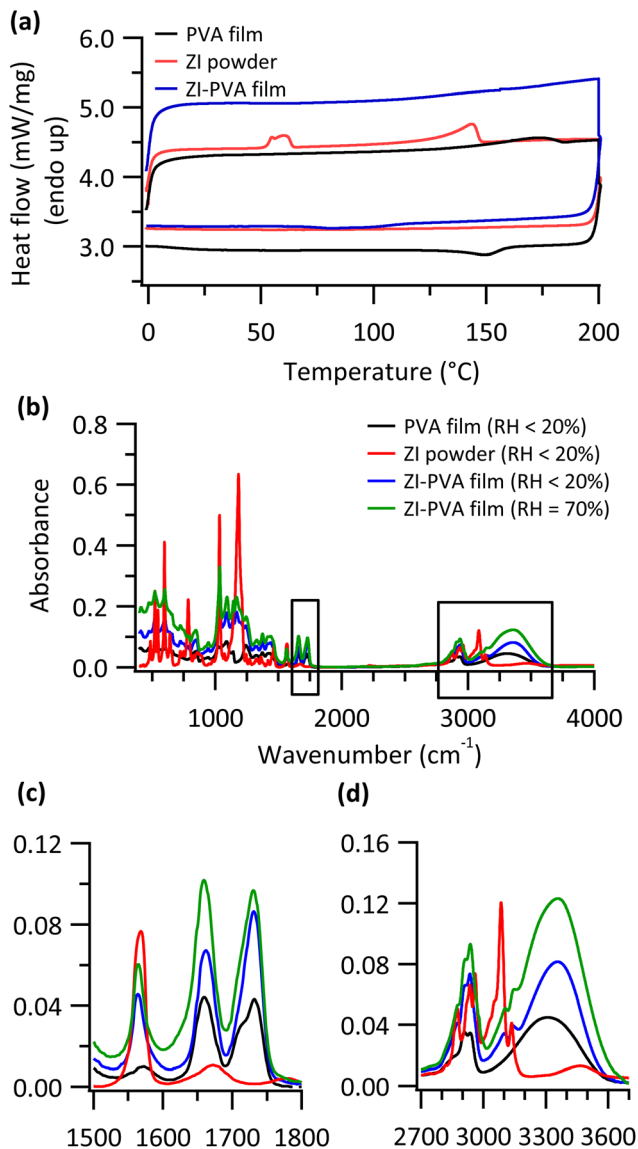 (a)
PVA film
ZI powder
ZI-PVA film
6.0
5.0
4.0
3.0
Heat flow (mW/mg)
(endo up)
0
50
100
150
200
Temperature (°C)
(b)
PVA film (RH < 20%)
ZI powder (RH < 20%)
ZI-PVA film (RH < 20%)
ZI-PVA film (RH = 70%)
0.8
0.6
0.4
0.2
0.0
Absorbance
1000
2000
3000
4000
Wavenumber (cm⁻¹)
(c)
0.12
0.08
0.04
0.00
1500
1600
1700
1800
(d)
0.16
0.12
0.08
0.04
0.00
2700
3000
3300
3600